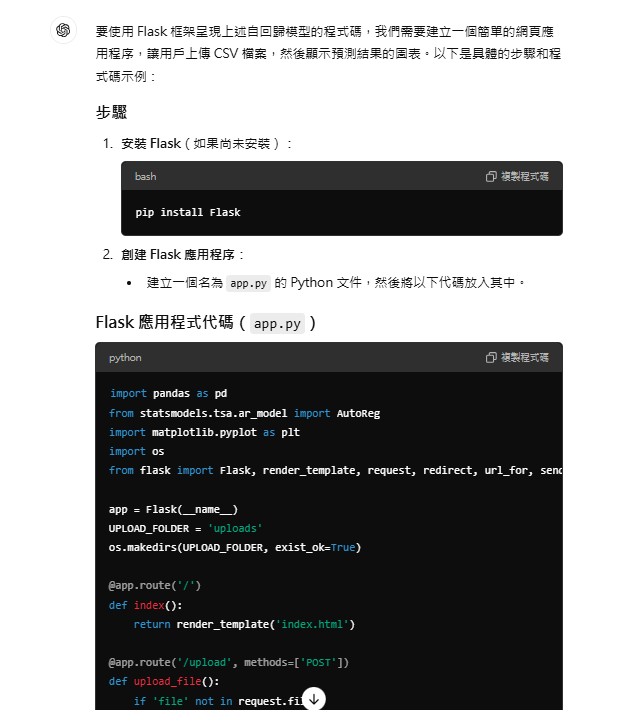 要使用 Flask 框架呈現上述自回歸模型的程式碼，我們需要建立一個簡單的網頁應
用程序，讓用戶上傳 CSV 檔案，然後顯示預測結果的圖表。以下是具體的步驟和程
式碼示例：
步驟
1. 安裝 Flask（如果尚未安裝）：
bash 複製程式碼
pip install Flask
2. 創建 Flask 應用程序：
• 建立一個名為 app.py 的 Python 文件，然後將以下代碼放入其中。
Flask 應用程式代碼（app.py）
python 複製程式碼
import pandas as pd
from statsmodels.tsa.ar_model import AutoReg
import matplotlib.pyplot as plt
import os
from flask import Flask, render_template, request, redirect, url_for, send
app = Flask(__name__)
UPLOAD_FOLDER = 'uploads'
os.makedirs(UPLOAD_FOLDER, exist_ok=True)
@app.route('/')
def index():
    return render_template('index.html')
@app.route('/upload', methods=['POST'])
def upload_file():
    if 'file' not in request.fi